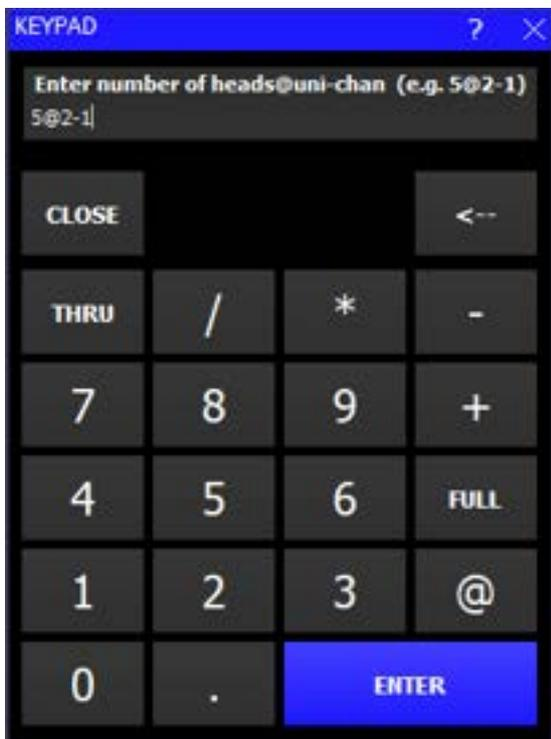 KEYPAD ? ×
Enter number of heads@uni-chan (e.g. 5@2-1)
5@2-1
CLOSE <--
THRU / * -
7 8 9 +
4 5 6 FULL
1 2 3 @
0 . ENTER